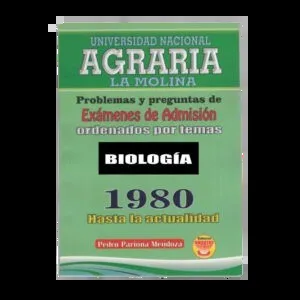 UNIVERSIDAD NACIONAL
AGRARIA
LA MOLINA
Problemas y preguntas de
Exámenes de Admisión
ordenados por temas
BIOLOGÍA
1980
Hasta la actualidad
Pedro Pariona Mendoza